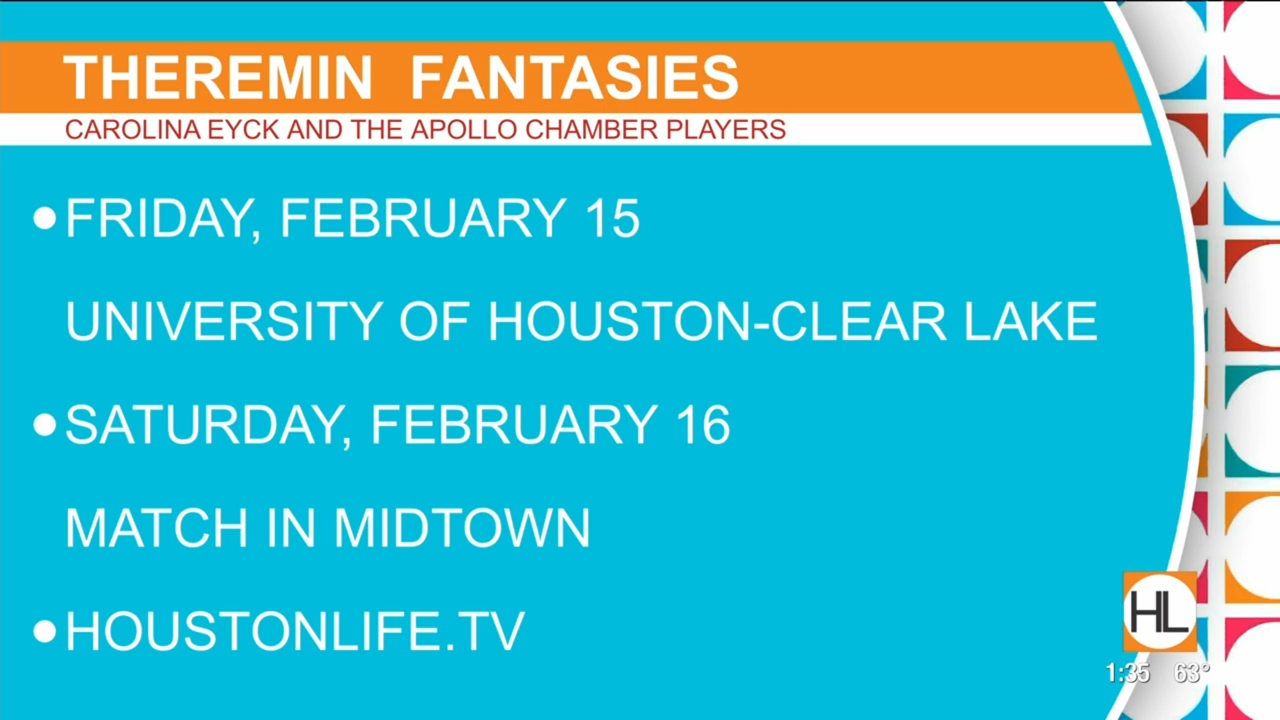 THEREMIN FANTASIES
CAROLINA EYCK AND THE APOLLO CHAMBER PLAYERS
•FRIDAY, FEBRUARY 15
UNIVERSITY OF HOUSTON-CLEAR LAKE
•SATURDAY, FEBRUARY 16
MATCH IN MIDTOWN
•HOUSTONLIFE.TV
HL
1:35 63°